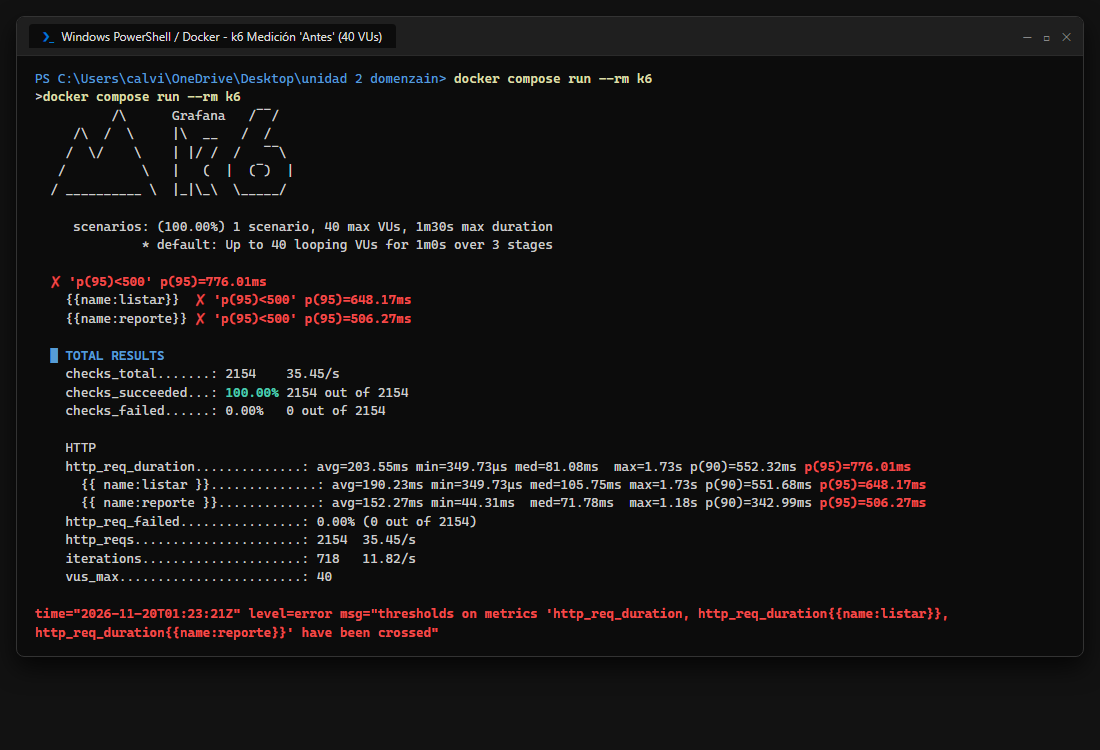 Windows PowerShell / Docker - k6 Medición 'Antes' (40 VUs)
PS C:\Users\calvi\OneDrive\Desktop\unidad 2 domenzain> docker compose run --rm k6
>docker compose run --rm k6
Grafana
scenarios: (100.00%) 1 scenario, 40 max VUs, 1m30s max duration
* default: Up to 40 looping VUs for 1m0s over 3 stages
✗ 'p(95)<500' p(95)=776.01ms
{{name:listar}} ✗ 'p(95)<500' p(95)=648.17ms
{{name:reporte}} ✗ 'p(95)<500' p(95)=506.27ms
█ TOTAL RESULTS
checks_total.......: 2154 35.45/s
checks_succeeded...: 100.00% 2154 out of 2154
checks_failed......: 0.00% 0 out of 2154
HTTP
http_req_duration..............: avg=203.55ms min=349.73µs med=81.08ms max=1.73s p(90)=552.32ms p(95)=776.01ms
{{ name:listar }}..............: avg=190.23ms min=349.73µs med=105.75ms max=1.73s p(90)=551.68ms p(95)=648.17ms
{{ name:reporte }}.............: avg=152.27ms min=44.31ms med=71.78ms max=1.18s p(90)=342.99ms p(95)=506.27ms
http_req_failed................: 0.00% (0 out of 2154)
http_reqs......................: 2154 35.45/s
iterations.....................: 718 11.82/s
vus_max........................: 40
time="2026-11-20T01:23:21Z" level=error msg="thresholds on metrics 'http_req_duration, http_req_duration{{name:listar}},
http_req_duration{{name:reporte}}' have been crossed"